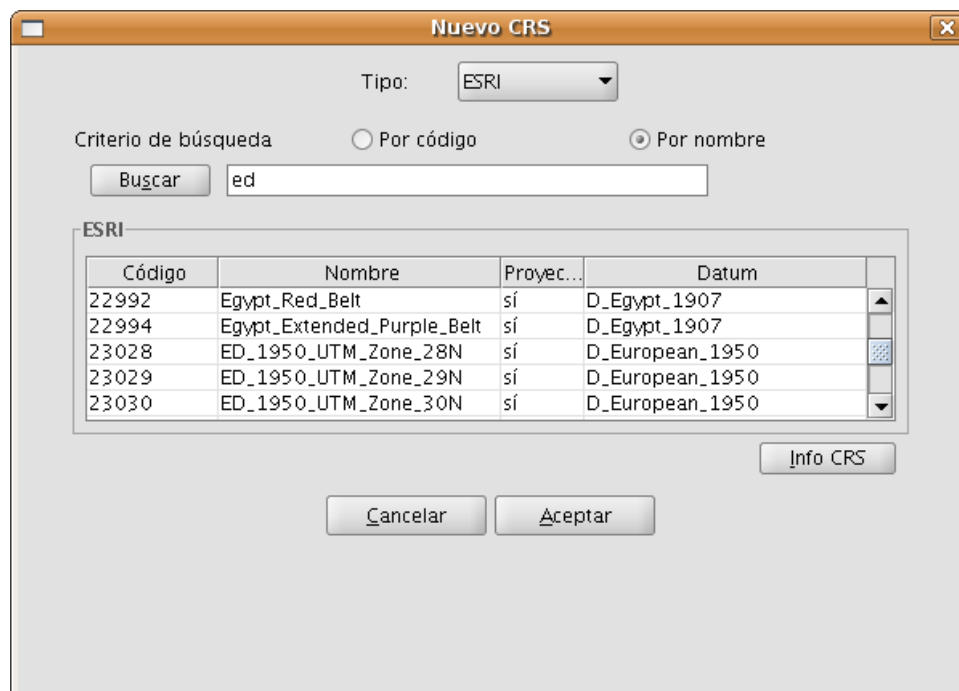 Nuevo CRS
Tipo: ESRI
Criterio de búsqueda Por código Por nombre
Buscar ed
ESRI
Código Nombre Proyec... Datum
22992 Egypt_Red_Belt sí D_Egypt_1907
22994 Egypt_Extended_Purple_Belt sí D_Egypt_1907
23028 ED_1950_UTM_Zone_28N sí D_European_1950
23029 ED_1950_UTM_Zone_29N sí D_European_1950
23030 ED_1950_UTM_Zone_30N sí D_European_1950
Info CRS
Cancelar Aceptar